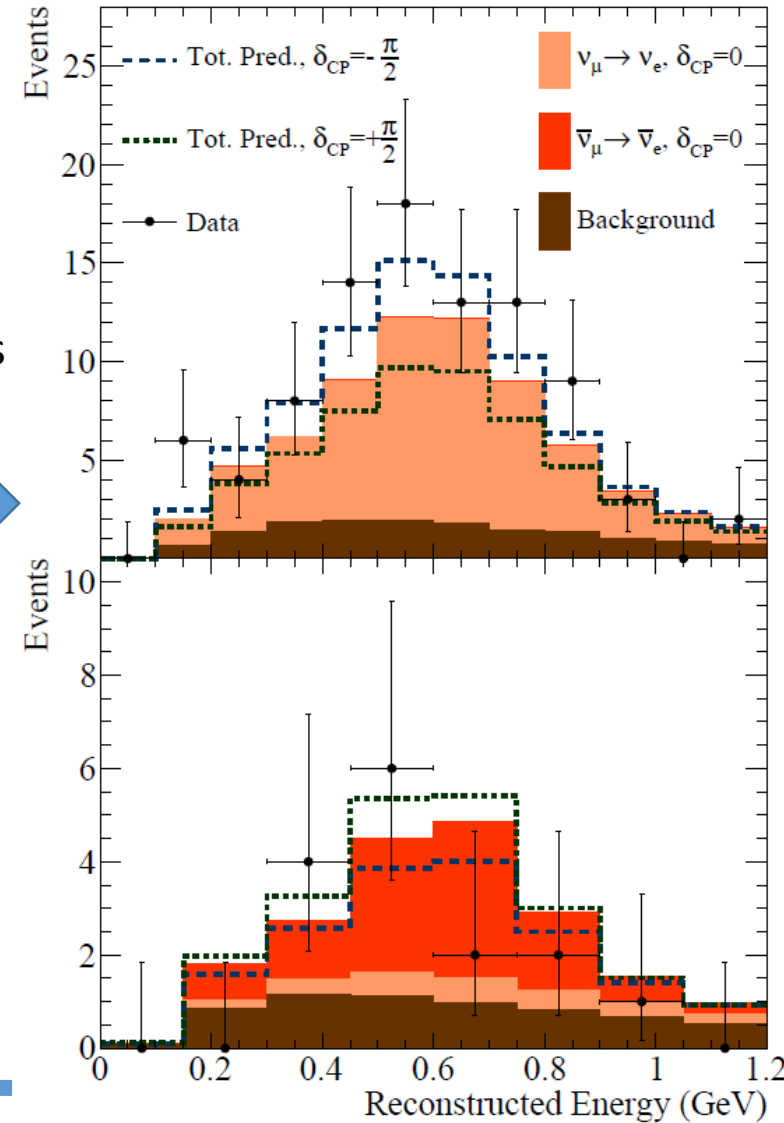 Events
25
20
15
10
5
Tot. Pred., δCP=-π/2
Tot. Pred., δCP=+π/2
Data
νμ→ νe, δCP=0
ν̅μ→ ν̅e, δCP=0
Background
s
Events
10
8
6
4
2
0
0 0.2 0.4 0.6 0.8 1 1.2
Reconstructed Energy (GeV)